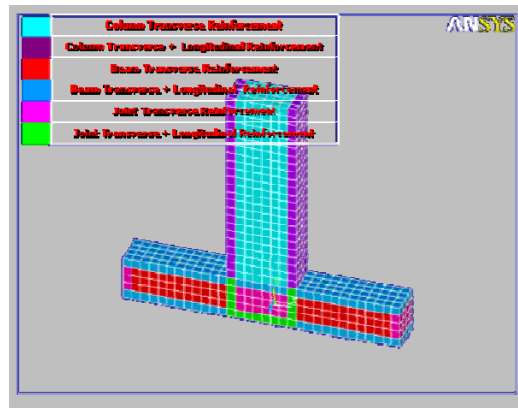 Column Transverse Reinforcement
ANSYS
Column Transverse + Longitudinal Reinforcement
Beam Transverse Reinforcement
Beam Transverse + Longitudinal Reinforcement
Joint Transverse Reinforcement
Joint Transverse + Longitudinal Reinforcement